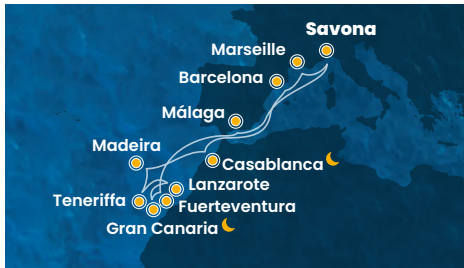 Savona
Marseille
Barcelona
Málaga
Madeira
Casablanca
Lanzarote
Teneriffa
Fuerteventura
Gran Canaria